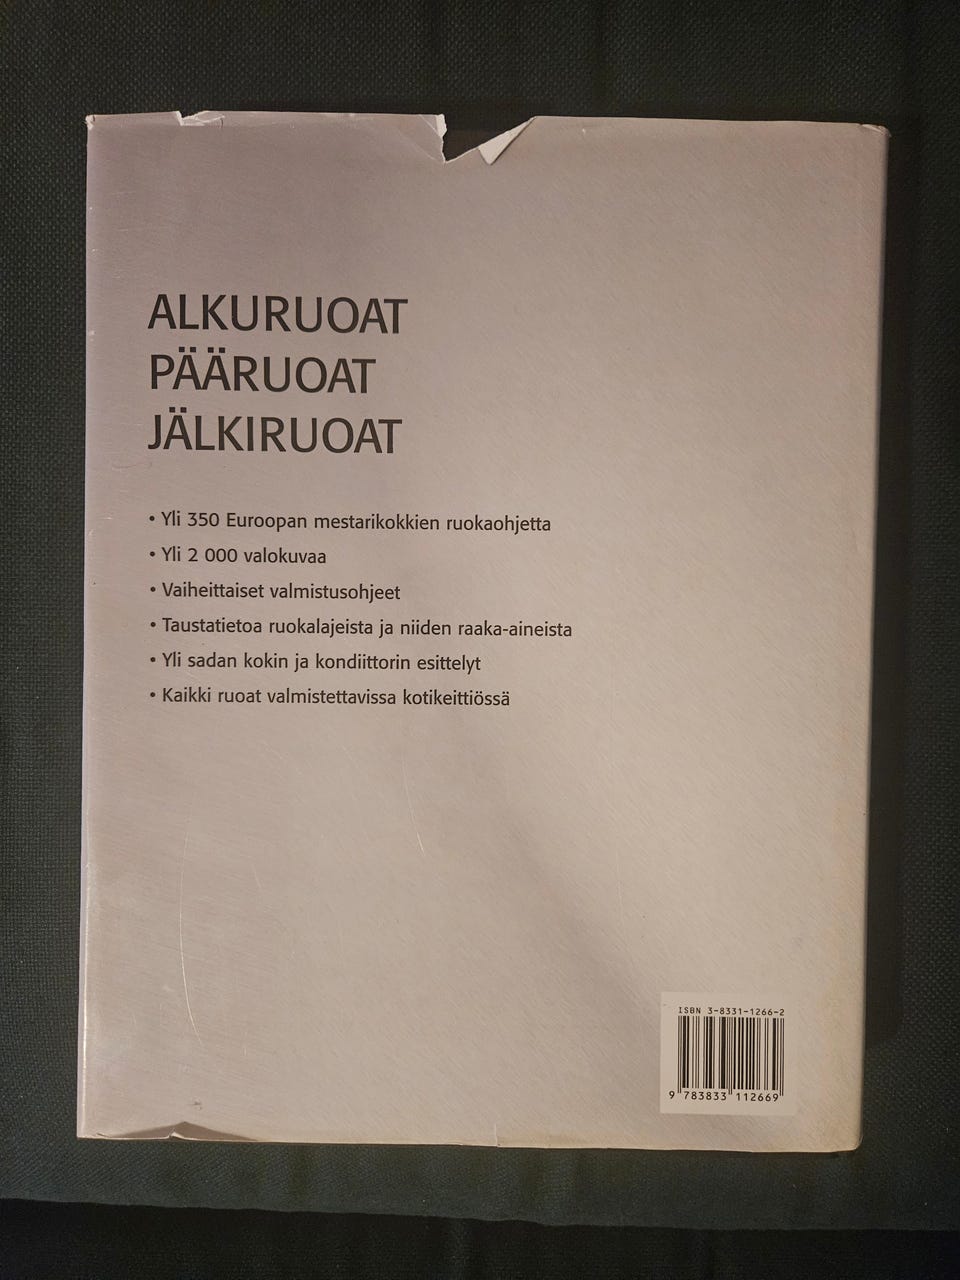 ALKURUOAT
PÄÄRUOAT
JÄLKIRUOAT
• Yli 350 Euroopan mestarikokkien ruokaohjetta
• Yli 2 000 valokuvaa
• Vaiheittaiset valmistusohjeet
• Taustatietoa ruokalajeista ja niiden raaka-aineista
• Yli sadan kokin ja kondiittorin esittelyt
• Kaikki ruoat valmistettavissa kotikeittiössä
ISBN 3-8331-1266-2
9 783833 112669